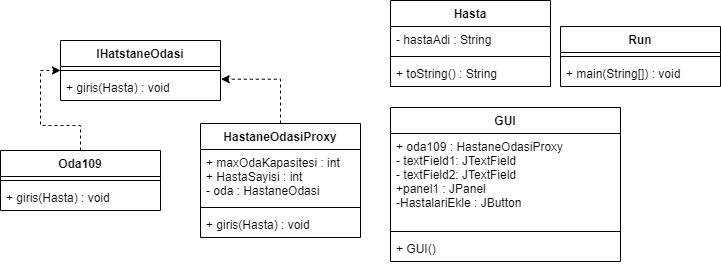 IHatstaneOdasi
+ giris(Hasta) : void
Oda109
+ giris(Hasta) : void
HastaneOdasiProxy
+ maxOdaKapasitesi : int
+ HastaSayisi : int
- oda : HastaneOdasi
+ giris(Hasta) : void
Hasta
- hastaAdi : String
+ toString() : String
Run
+ main(String[]) : void
GUI
+ oda109 : HastaneOdasiProxy
- textField1: JTextField
- textField2: JTextField
+panel1 : JPanel
-HastalariEkle : JButton
+ GUI()